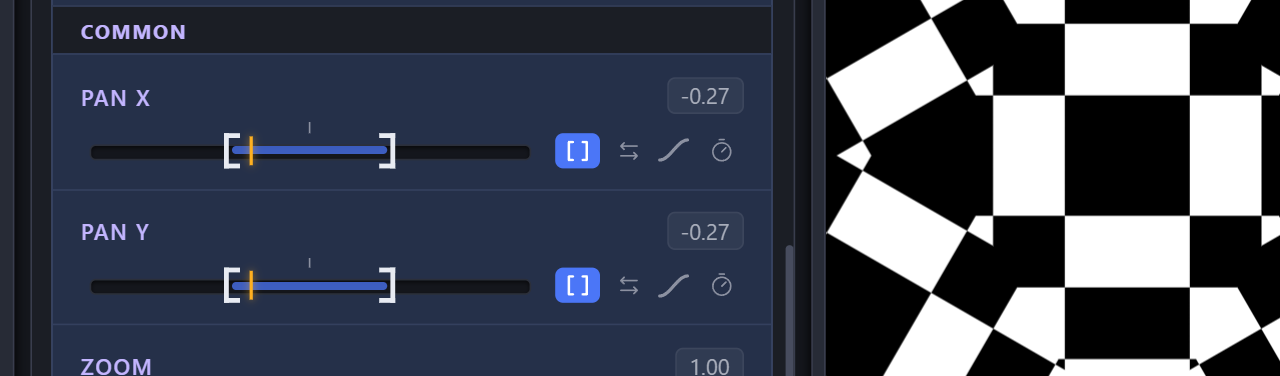 COMMON
PAN X
-0.27
[ ]
PAN Y
-0.27
[ ]
ZOOM
1.00